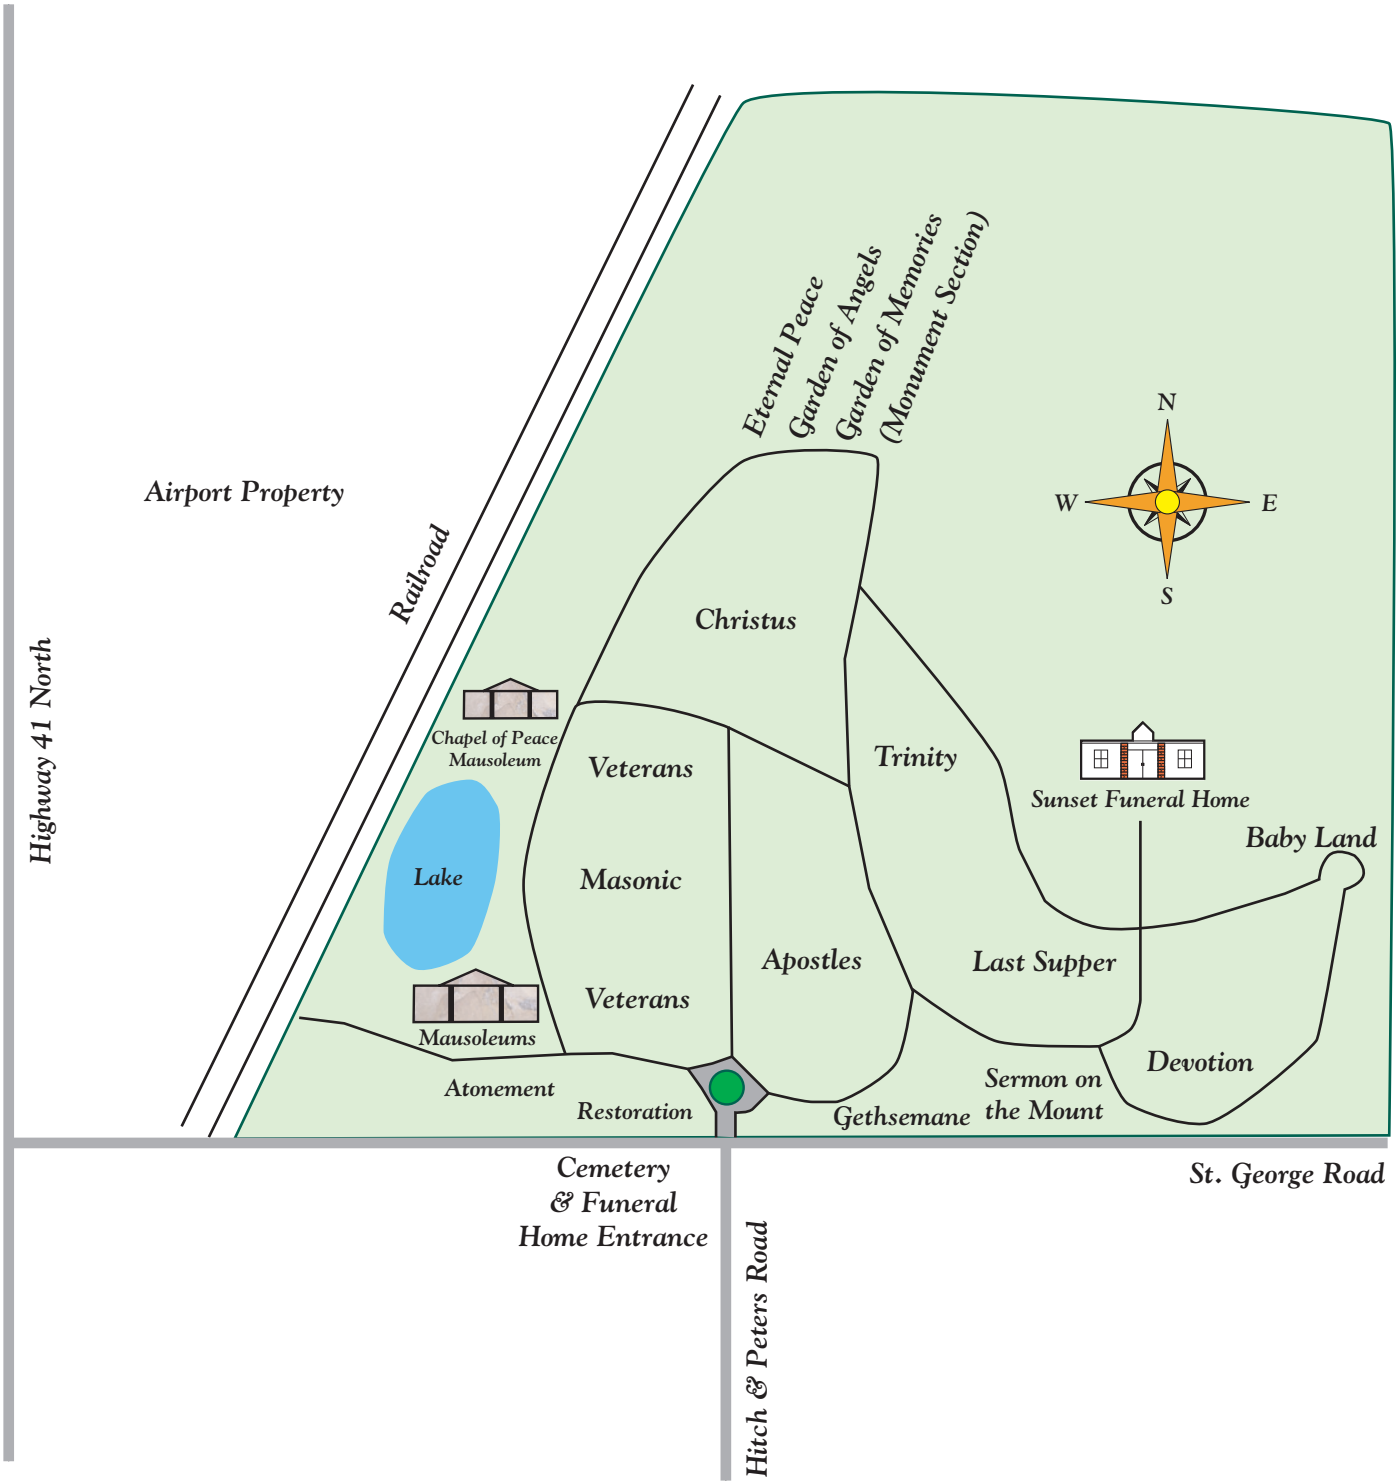 Eternal Peace
Garden of Angels
Garden of Memories
(Monument Section)
N
W
E
S
Airport Property
Railroad
Highway 41 North
Christus
Chapel of Peace
Mausoleum
Veterans
Trinity
Sunset Funeral Home
Baby Land
Lake
Masonic
Apostles
Last Supper
Veterans
Mausoleums
Atonement
Restoration
Gethsemane
Sermon on
the Mount
Devotion
Cemetery
& Funeral
Home Entrance
St. George Road
Hitch & Peters Road